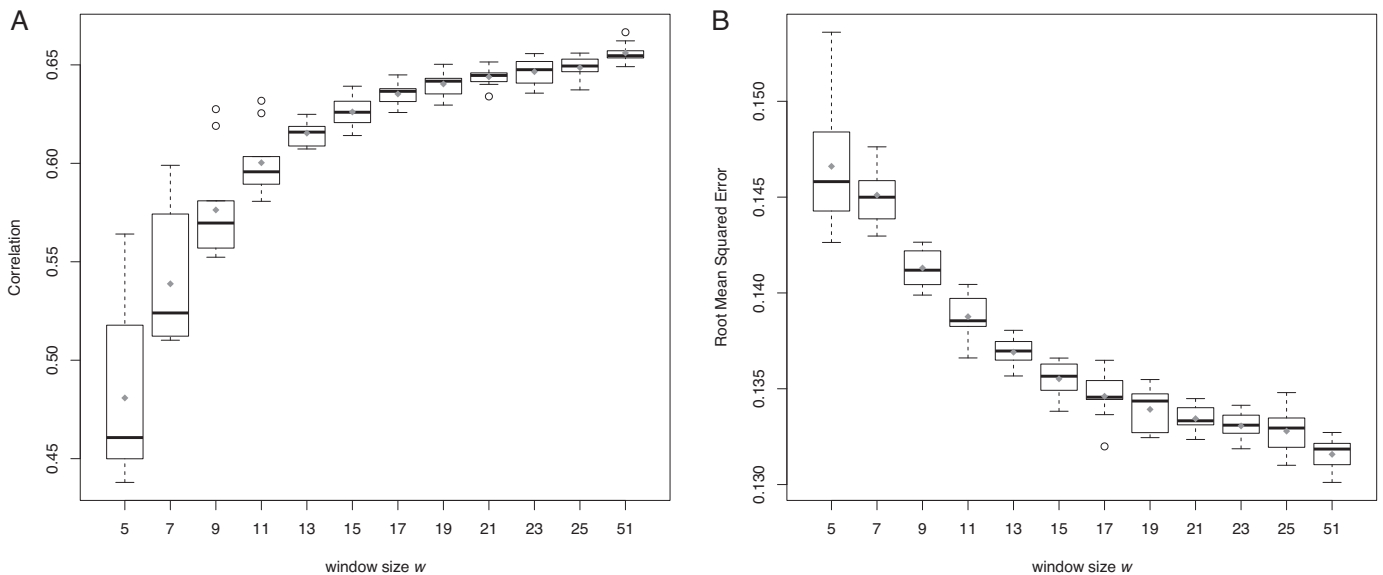 A
Correlation
0.65
0.60
0.55
0.50
0.45
5 7 9 11 13 15 17 19 21 23 25 51
window size w
B
Root Mean Squared Error
0.150
0.145
0.140
0.135
0.130
5 7 9 11 13 15 17 19 21 23 25 51
window size w